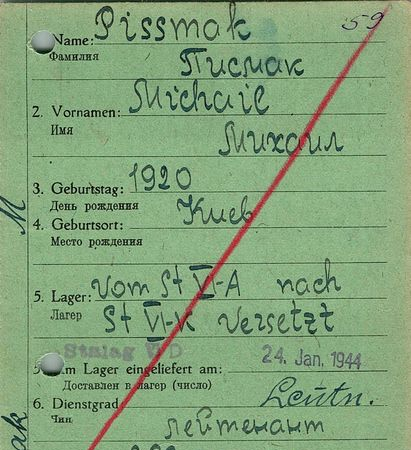 59
Name: Pissmak
Фамилия
Писмак
2. Vornamen: Michail
Имя
Михаил
3. Geburtstag: 1920
День рождения
Киев
4. Geburtsort:
Место рождения
M
vom St VI-A nach
5. Lager:
Лагерь
St VI-K versetzt
Stalag VI D
24. Jan. 1944
Im Lager eingeliefert am:
Доставлен в лагер (число)
Leutn.
6. Dienstgrad
Чин
лейтенант